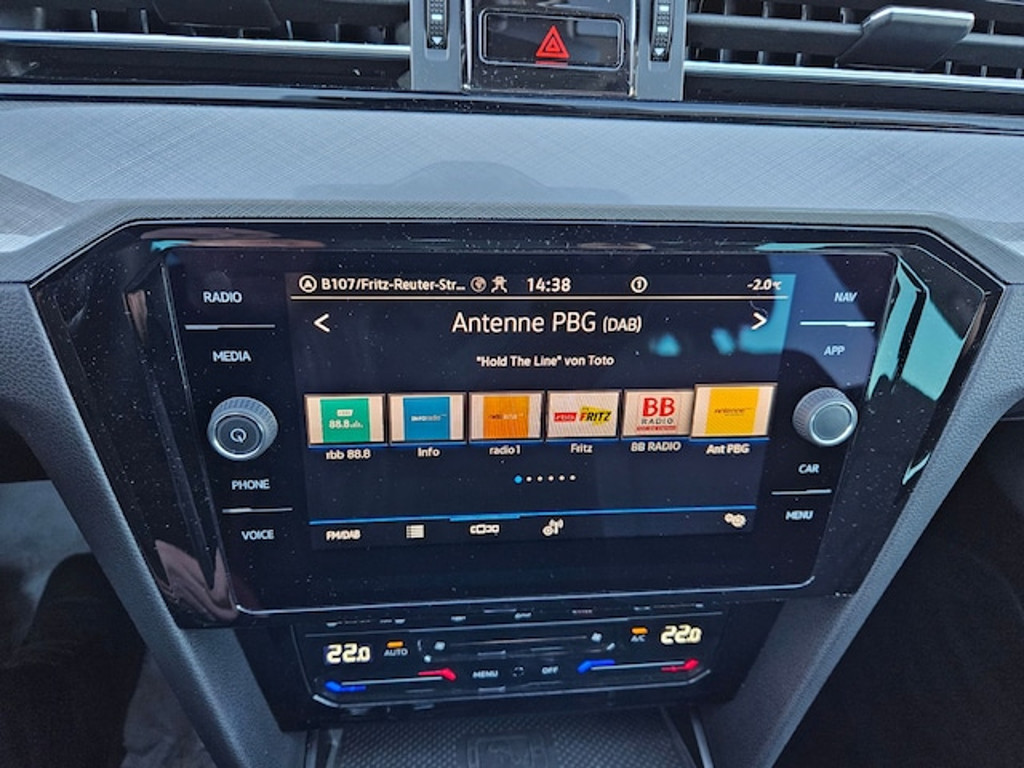 B107/Fritz-Reuter-Str... 14:38 -2.0°C
RADIO
NAV
< Antenne PBG (DAB) >
MEDIA
APP
"Hold The Line" von Toto
88.8
BB
RADIO
FRITZ
rbb 88.8 Info radio1 Fritz BB RADIO Ant PBG
PHONE
CAR
VOICE
MENU
FM/DAB
22.0 AUTO A/C 22.0
MENU OFF